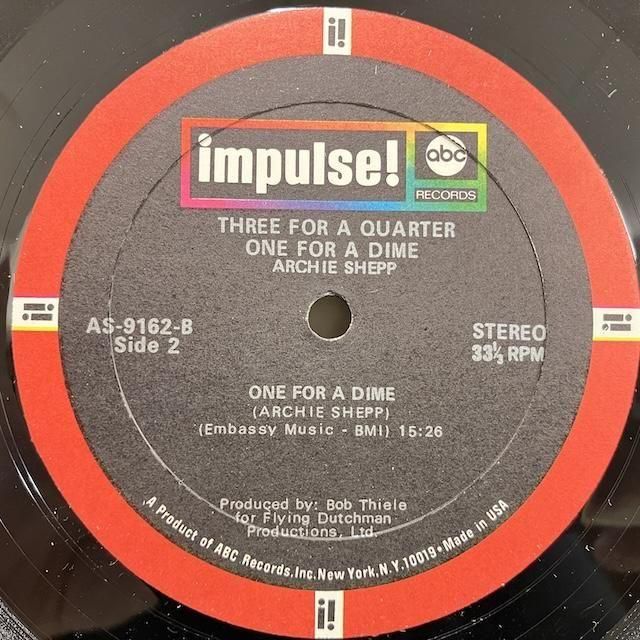 i!
impulse!
abc
RECORDS
THREE FOR A QUARTER
ONE FOR A DIME
ARCHIE SHEPP
i!
AS-9162-B
Side 2
STEREO
33⅓ RPM
i!
ONE FOR A DIME
(ARCHIE SHEPP)
(Embassy Music - BMI) 15:26
Produced by: Bob Thiele
for Flying Dutchman
Productions, Ltd.
A Product of ABC Records,Inc.New York,N.Y.10019•Made in USA
i!